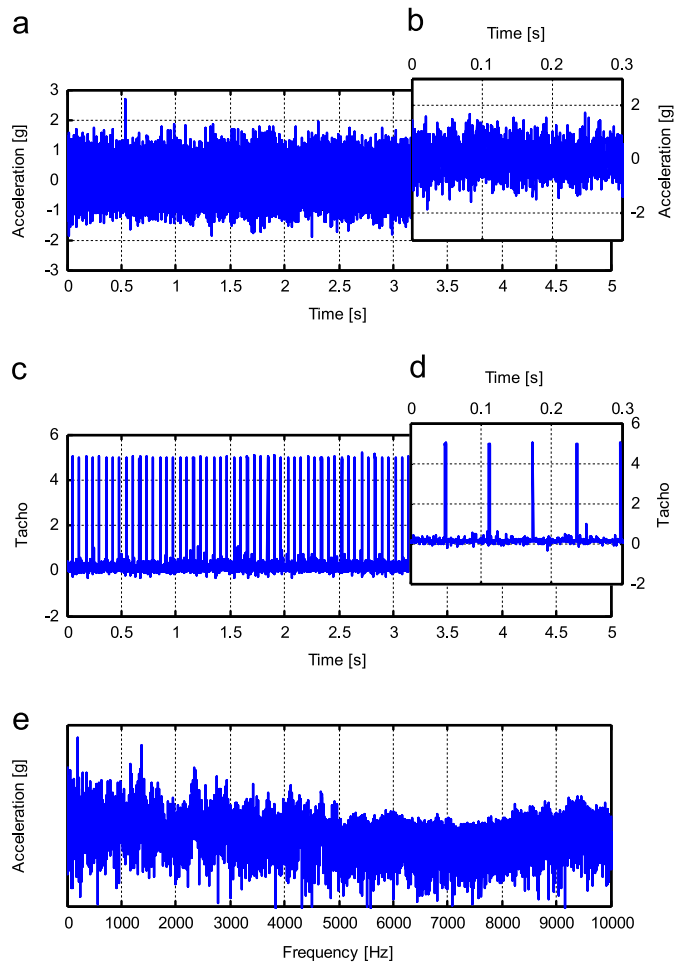 a
b
Time [s]
0 0.1 0.2 0.3
3
2
1
0
-1
-2
-3
Acceleration [g]
2
0
-2
Acceleration [g]
0 0.5 1 1.5 2 2.5 3 3.5 4 4.5 5
Time [s]
c
d
Time [s]
0 0.1 0.2 0.3
6
4
2
0
-2
Tacho
6
4
2
0
-2
Tacho
0 0.5 1 1.5 2 2.5 3 3.5 4 4.5 5
Time [s]
e
Acceleration [g]
0 1000 2000 3000 4000 5000 6000 7000 8000 9000 10000
Frequency [Hz]